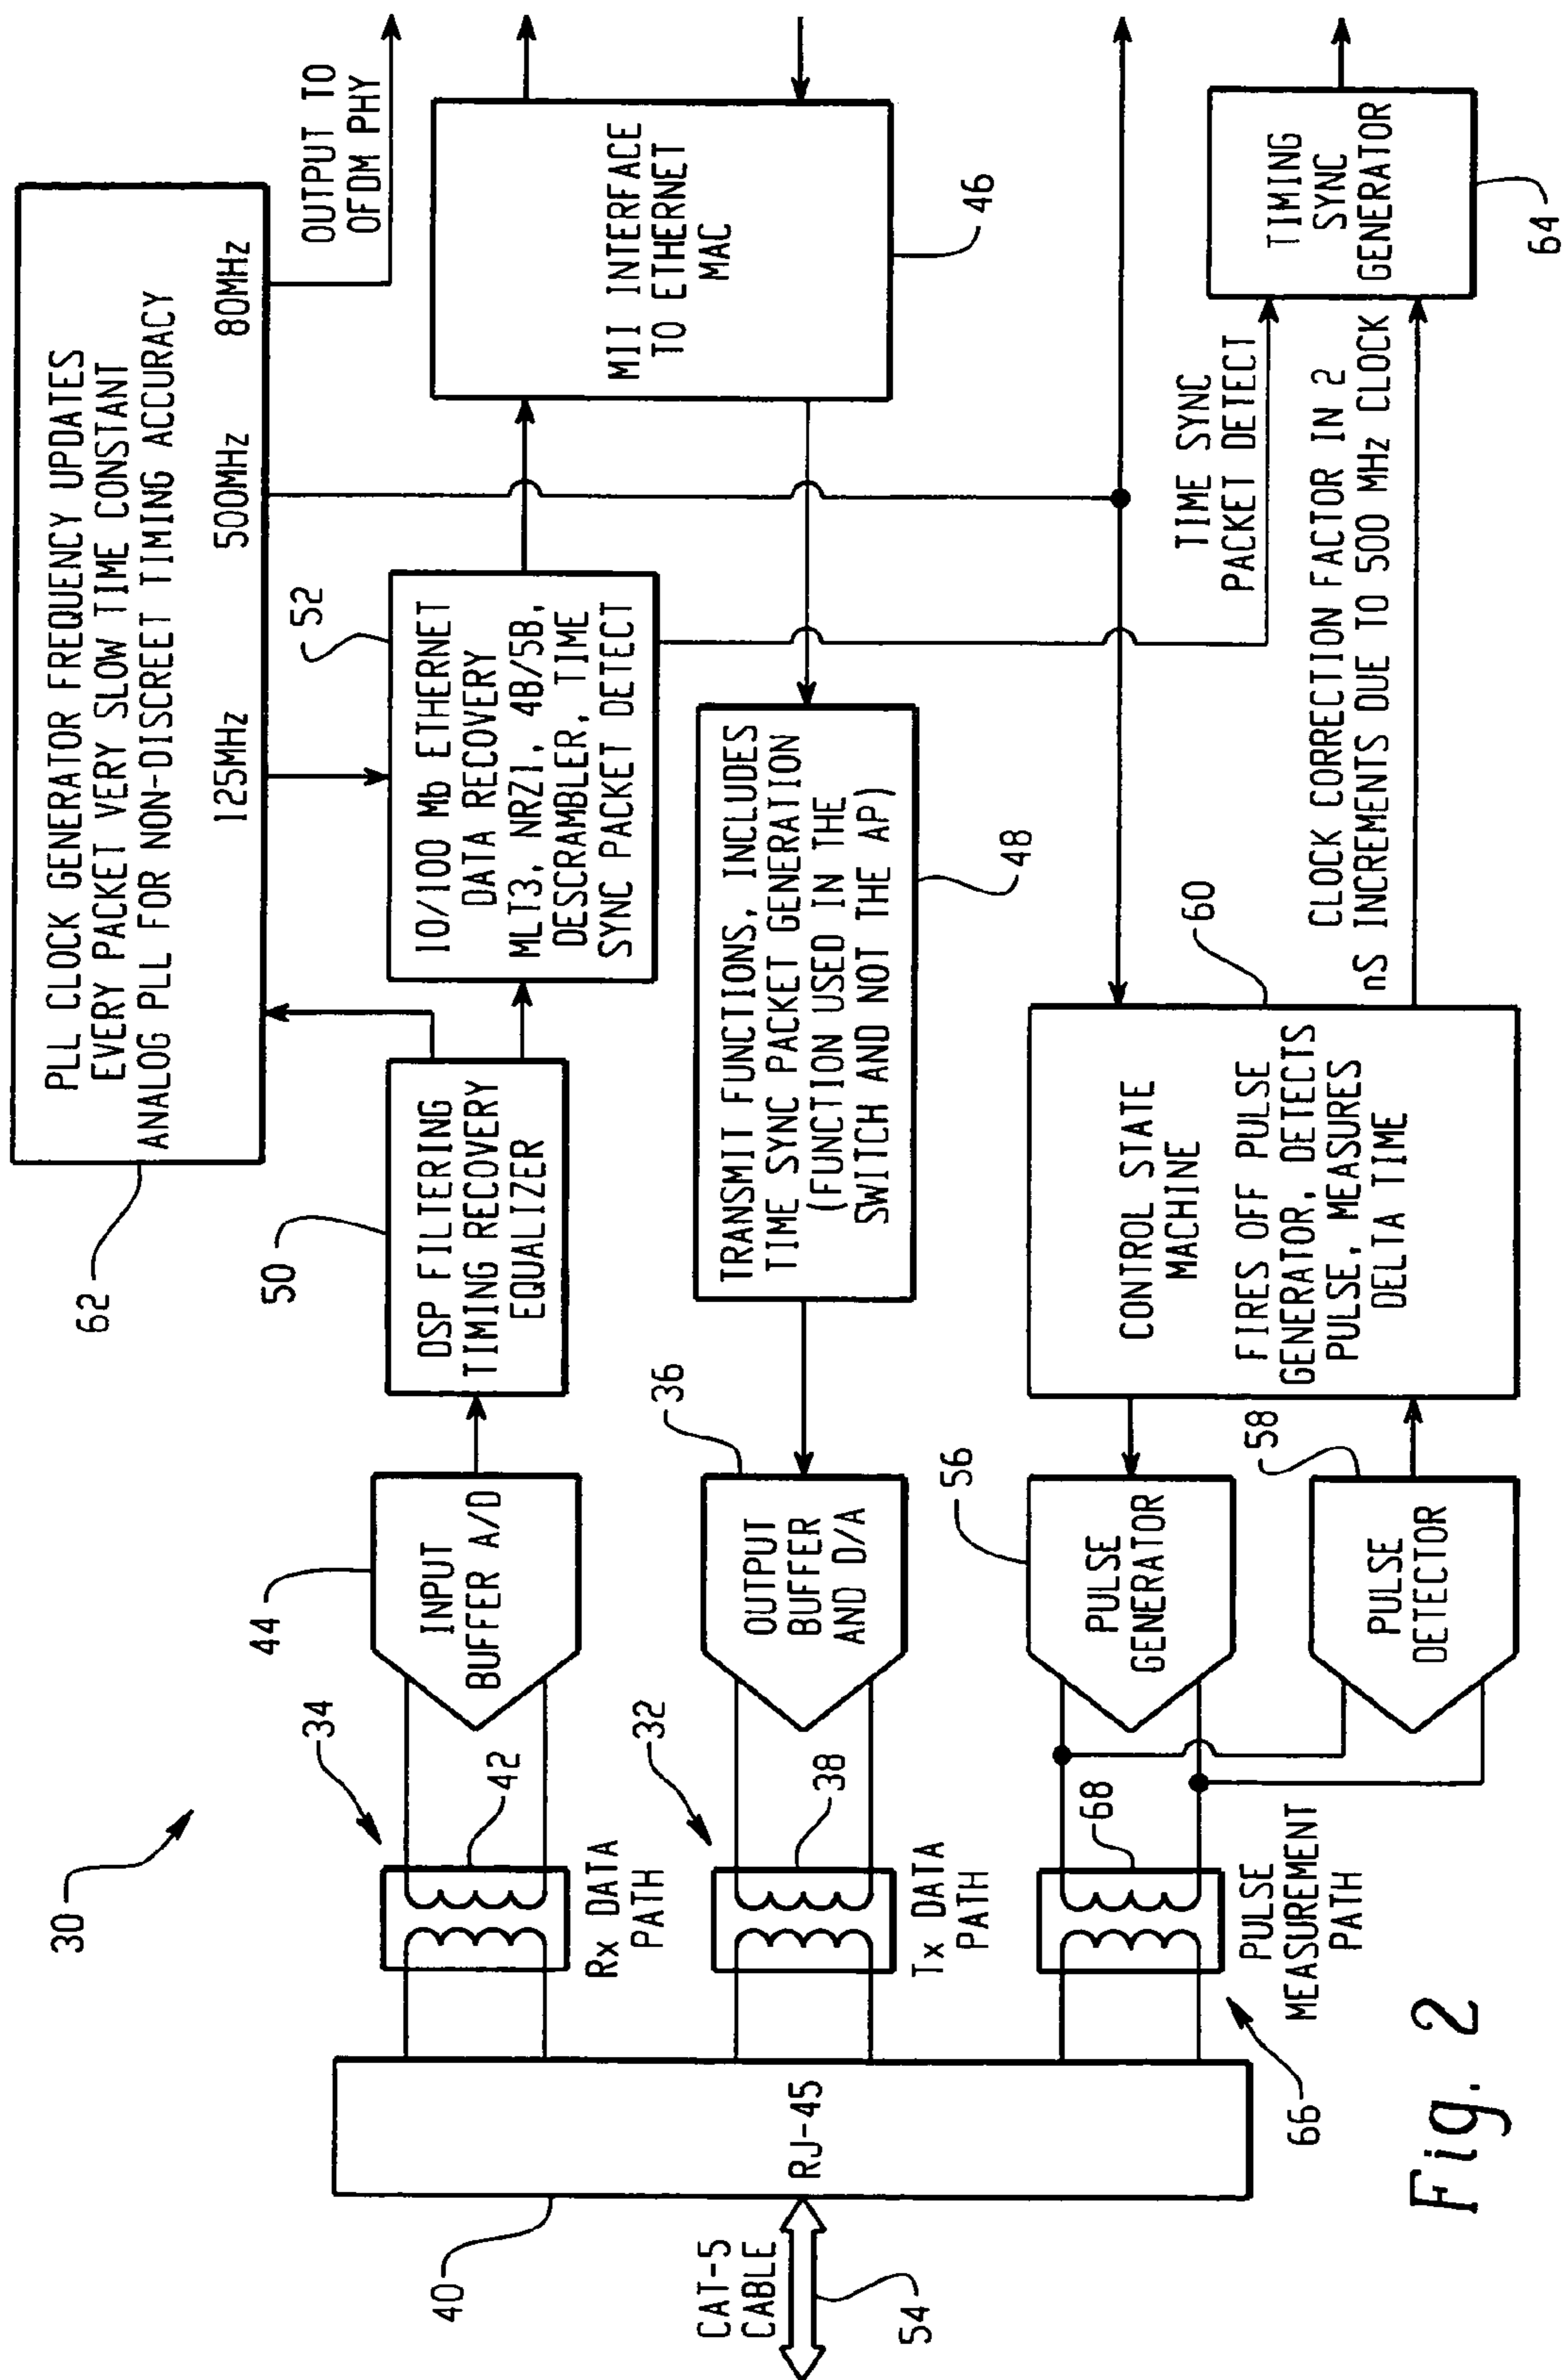 PLL CLOCK GENERATOR FREQUENCY UPDATES
EVERY PACKET VERY SLOW TIME CONSTANT
ANALOG PLL FOR NON-DISCREET TIMING ACCURACY
125MHz
500MHz
80MHz
62
OUTPUT TO
OFDM PHY
30
34
44
INPUT
BUFFER A/D
42
Rx DATA
PATH
50
DSP FILTERING
TIMING RECOVERY
EQUALIZER
52
10/100 Mb ETHERNET
DATA RECOVERY
MLT3, NRZ1, 4B/5B,
DESCRAMBLER, TIME
SYNC PACKET DETECT
MII INTERFACE
TO ETHERNET
MAC
46
40
RJ-45
CAT-5
CABLE
54
32
36
OUTPUT
BUFFER
AND D/A
38
Tx DATA
PATH
TRANSMIT FUNCTIONS, INCLUDES
TIME SYNC PACKET GENERATION
(FUNCTION USED IN THE
SWITCH AND NOT THE AP)
48
56
PULSE
GENERATOR
68
PULSE
MEASUREMENT
PATH
66
58
PULSE
DETECTOR
60
CONTROL STATE
MACHINE
FIRES OFF PULSE
GENERATOR, DETECTS
PULSE, MEASURES
DELTA TIME
TIME SYNC
PACKET DETECT
CLOCK CORRECTION FACTOR IN 2
nS INCREMENTS DUE TO 500 MHz CLOCK
TIMING
SYNC
GENERATOR
64
Fig. 2